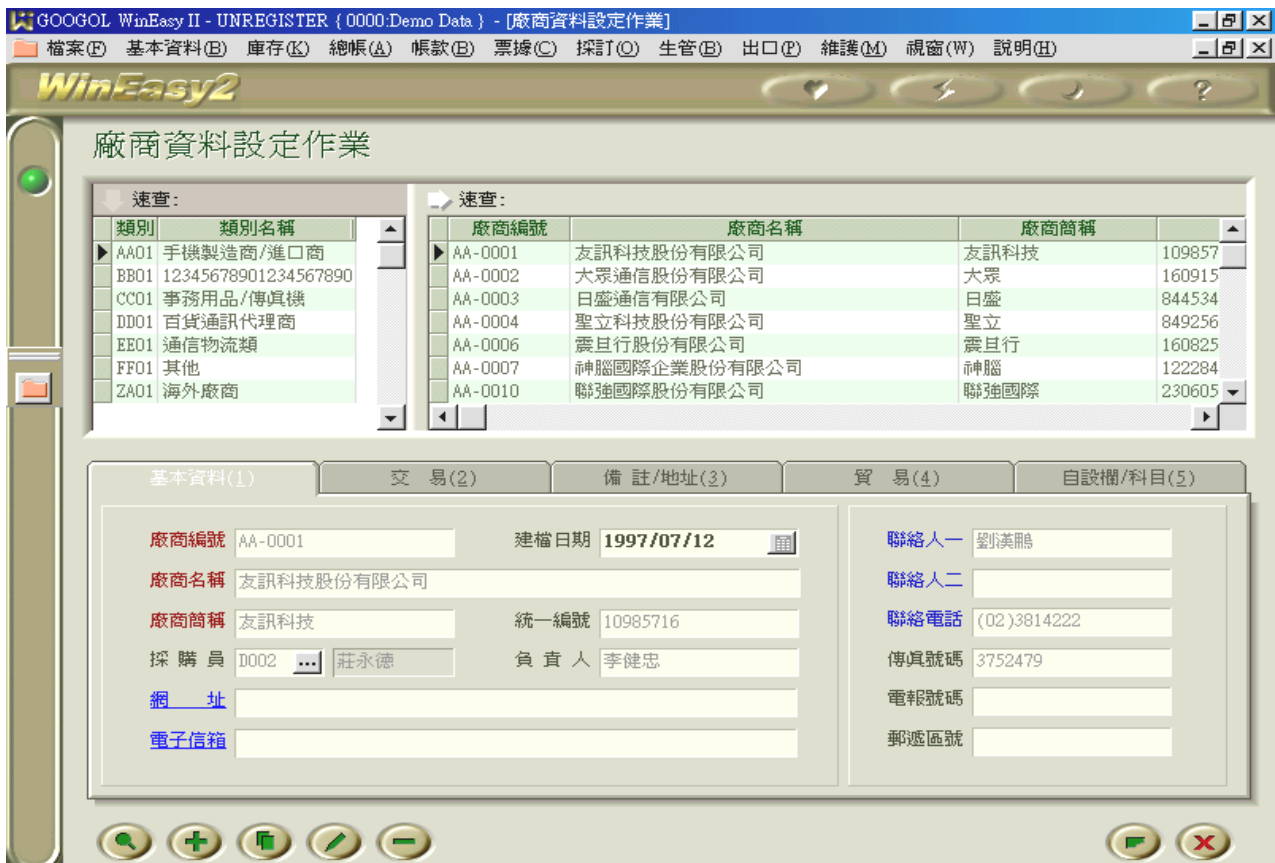 GOOGOL WinEasy II - UNREGISTER { 0000:Demo Data } - [廠商資料設定作業]
檔案(F) 基本資料(B) 庫存(K) 總帳(A) 帳款(B) 票據(C) 採訂(O) 生管(E) 出口(P) 維護(M) 視窗(W) 說明(H)
WinEasy2
廠商資料設定作業
速查: 速查:
類別 類別名稱 廠商編號 廠商名稱 廠商簡稱
AA01 手機製造商/進口商 AA-0001 友訊科技股份有限公司 友訊科技 109857
BB01 12345678901234567890 AA-0002 大眾通信股份有限公司 大眾 160915
CC01 事務用品/傳真機 AA-0003 日盛通信有限公司 日盛 844534
DD01 百貨通訊代理商 AA-0004 聖立科技股份有限公司 聖立 849256
EE01 通信物流類 AA-0006 震旦行股份有限公司 震旦行 160825
FF01 其他 AA-0007 神腦國際企業股份有限公司 神腦 122284
ZA01 海外廠商 AA-0010 聯強國際股份有限公司 聯強國際 230605
基本資料(1) 交 易(2) 備 註/地址(3) 貿 易(4) 自設欄/科目(5)
廠商編號 AA-0001 建檔日期 1997/07/12 聯絡人一 劉漢鵬
廠商名稱 友訊科技股份有限公司 聯絡人二
廠商簡稱 友訊科技 統一編號 10985716 聯絡電話 (02)3814222
採 購 員 D002 ... 莊永德 負 責 人 李健忠 傳真號碼 3752479
網 址 電報號碼
電子信箱 郵遞區號